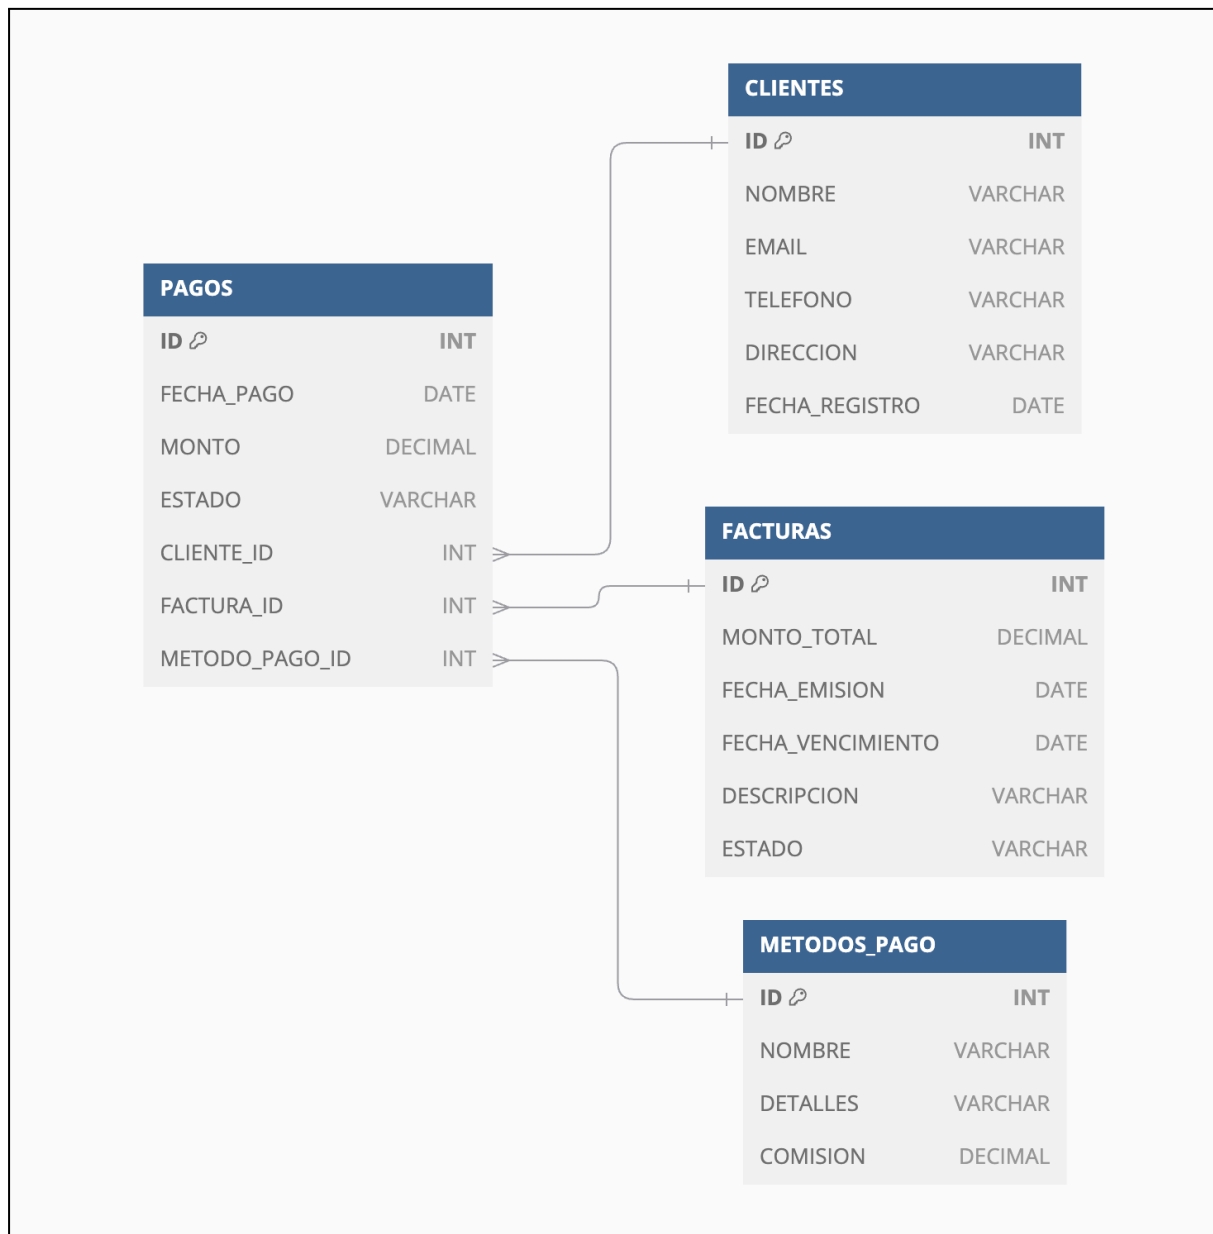 CLIENTES
ID INT
NOMBRE VARCHAR
EMAIL VARCHAR
TELEFONO VARCHAR
DIRECCION VARCHAR
FECHA_REGISTRO DATE
PAGOS
ID INT
FECHA_PAGO DATE
MONTO DECIMAL
ESTADO VARCHAR
CLIENTE_ID INT
FACTURA_ID INT
METODO_PAGO_ID INT
FACTURAS
ID INT
MONTO_TOTAL DECIMAL
FECHA_EMISION DATE
FECHA_VENCIMIENTO DATE
DESCRIPCION VARCHAR
ESTADO VARCHAR
METODOS_PAGO
ID INT
NOMBRE VARCHAR
DETALLES VARCHAR
COMISION DECIMAL